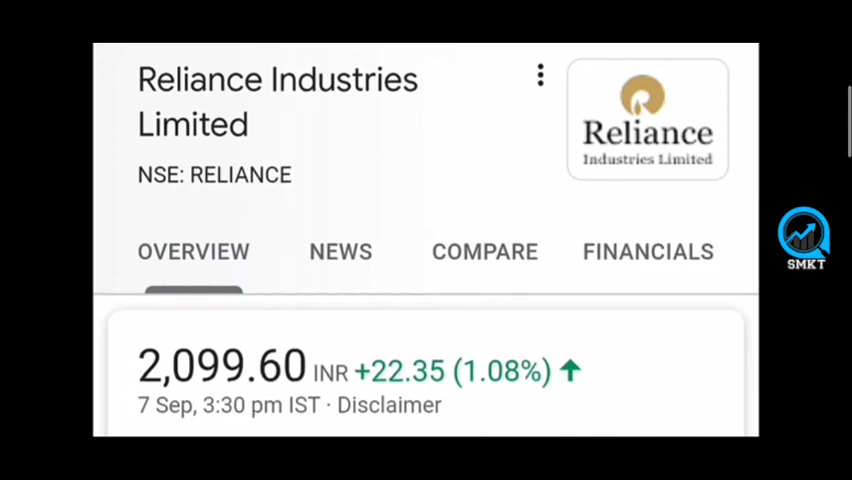 Reliance Industries
Limited
NSE: RELIANCE
Reliance
Industries Limited
OVERVIEW NEWS COMPARE FINANCIALS
SMKT
2,099.60 INR +22.35 (1.08%) ↑
7 Sep, 3:30 pm IST · Disclaimer